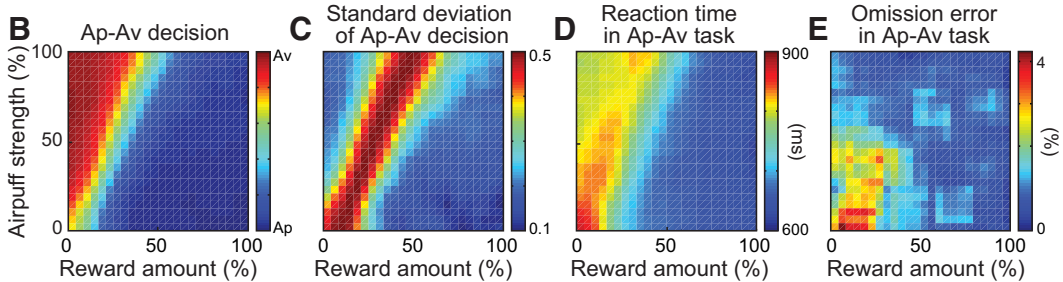 B
Ap-Av decision
Airpuff strength (%)
100
50
0
0
50
100
Reward amount (%)
Av
Ap
C
Standard deviation
of Ap-Av decision
0
50
100
Reward amount (%)
0.5
0.1
D
Reaction time
in Ap-Av task
0
50
100
Reward amount (%)
900
(ms)
600
E
Omission error
in Ap-Av task
0
50
100
Reward amount (%)
4
(%)
0